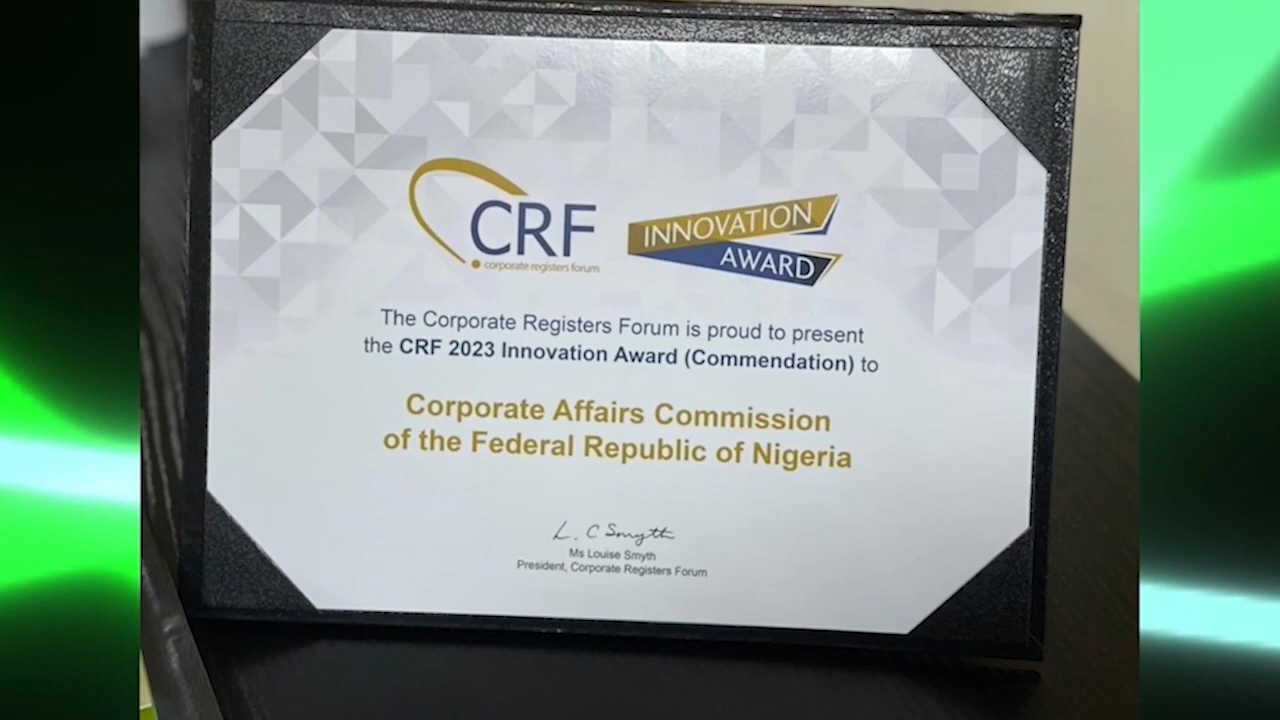 CRF
corporate registers forum
INNOVATION
AWARD
The Corporate Registers Forum is proud to present
the CRF 2023 Innovation Award (Commendation) to
Corporate Affairs Commission
of the Federal Republic of Nigeria
L. C Smyth
Ms Louise Smyth
President, Corporate Registers Forum